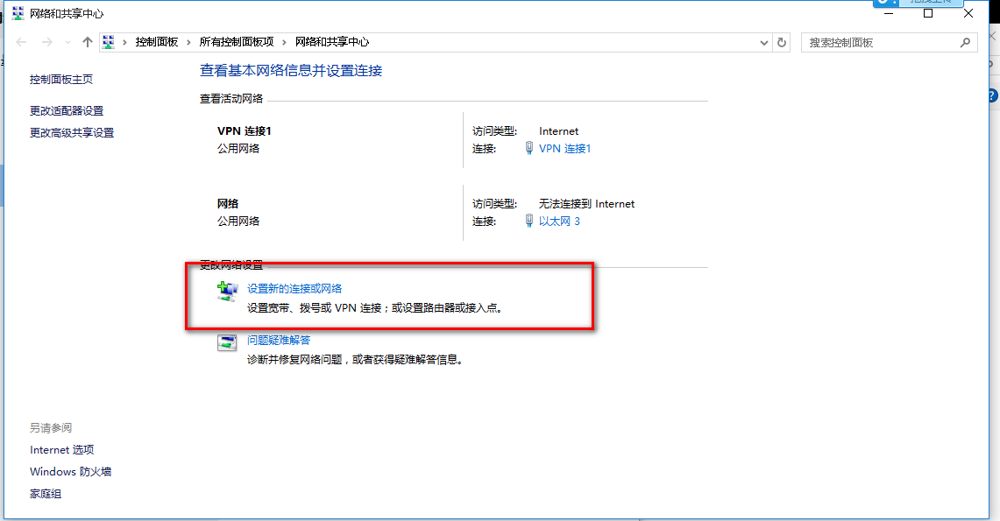 网络和共享中心
控制面板 › 所有控制面板项 › 网络和共享中心
搜索控制面板
控制面板主页
更改适配器设置
更改高级共享设置
查看基本网络信息并设置连接
查看活动网络
VPN 连接1
公用网络
访问类型: Internet
连接: VPN 连接1
网络
公用网络
访问类型: 无法连接到 Internet
连接: 以太网 3
更改网络设置
设置新的连接或网络
设置宽带、拨号或 VPN 连接；或设置路由器或接入点。
问题疑难解答
诊断并修复网络问题，或者获得疑难解答信息。
另请参阅
Internet 选项
Windows 防火墙
家庭组